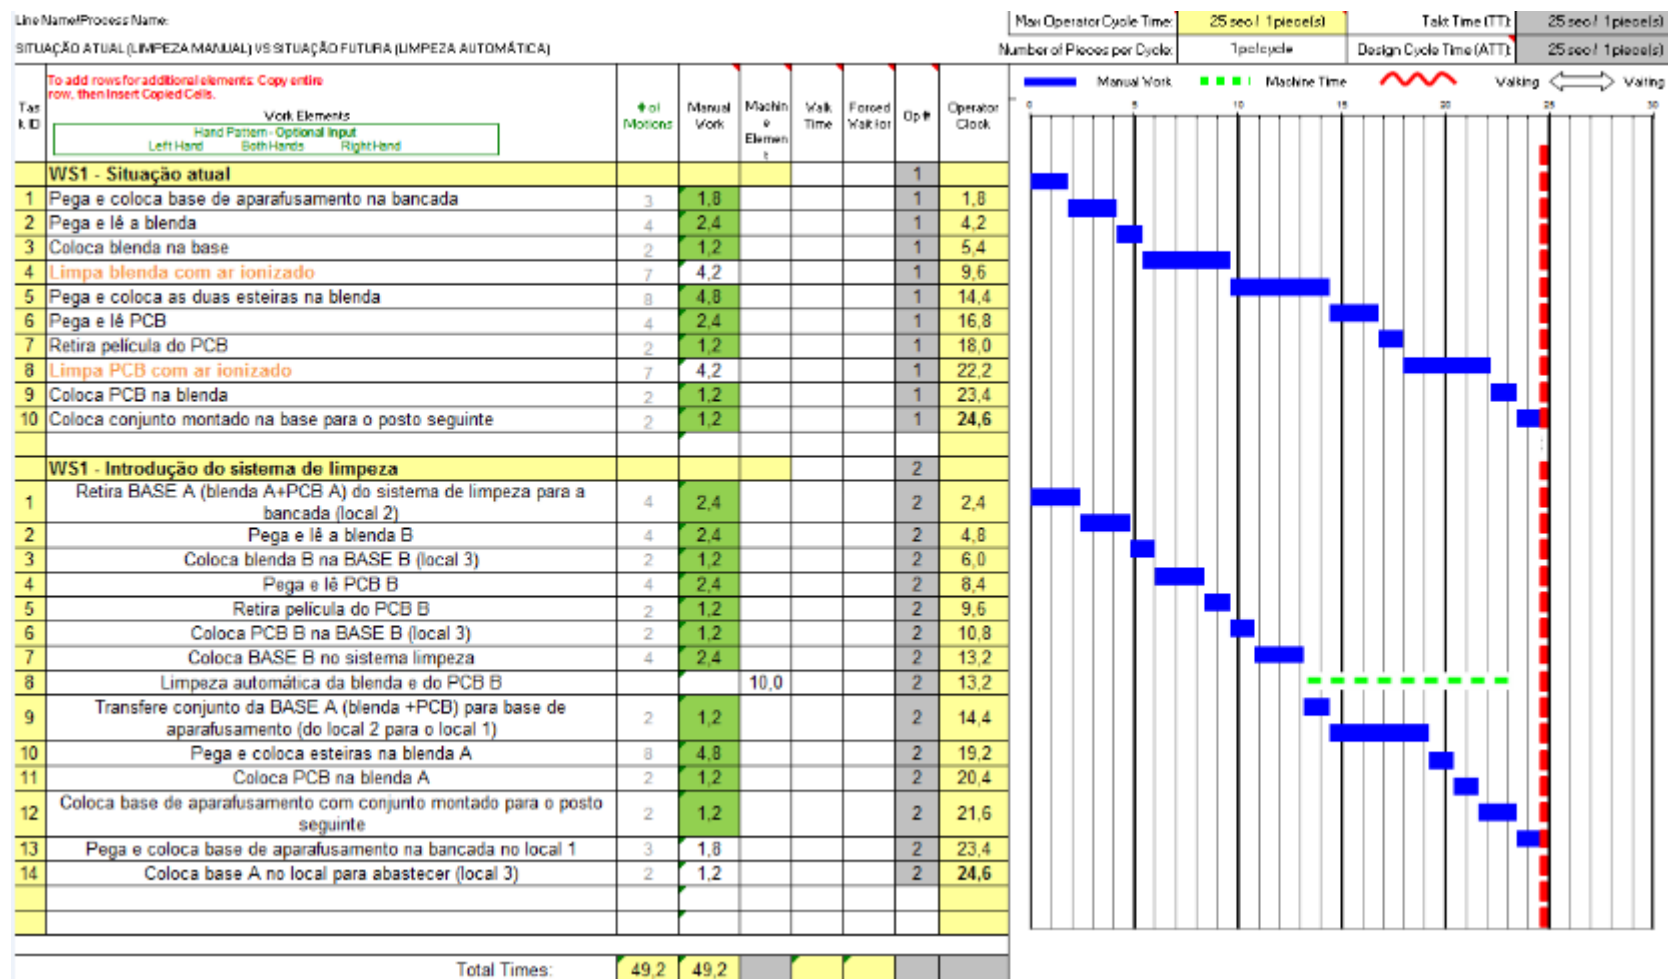 Line Name/Process Name:
SITUAÇÃO ATUAL (LIMPEZA MANUAL) VS SITUAÇÃO FUTURA (LIMPEZA AUTOMÁTICA)
Max Operator Cycle Time: 25 sec / 1 piece(s) Takt Time (TT): 25 sec / 1 piece(s)
Number of Pieces per Cycle: 1 pc/cycle Design Cycle Time (ATT): 25 sec / 1 piece(s)
To add rows for additional elements: Copy entire
row, then Insert Copied Cells.
Tas
k ID
Work Elements
Hand Pattern - Optional Input
Left Hand Both Hands Right Hand
# of
Motions
Manual
Work
Machin
e
Elemen
t
Walk
Time
Forced
Wait for
Op #
Operator
Clock
Manual Work Machine Time Walking Waiting
0 5 10 15 20 25 30
WS1 - Situação atual 1
1 Pega e coloca base de aparafusamento na bancada 3 1,8 1 1,8
2 Pega e lê a blenda 4 2,4 1 4,2
3 Coloca blenda na base 2 1,2 1 5,4
4 Limpa blenda com ar ionizado 7 4,2 1 9,6
5 Pega e coloca as duas esteiras na blenda 8 4,8 1 14,4
6 Pega e lê PCB 4 2,4 1 16,8
7 Retira película do PCB 2 1,2 1 18,0
8 Limpa PCB com ar ionizado 7 4,2 1 22,2
9 Coloca PCB na blenda 2 1,2 1 23,4
10 Coloca conjunto montado na base para o posto seguinte 2 1,2 1 24,6
WS1 - Introdução do sistema de limpeza 2
1 Retira BASE A (blenda A+PCB A) do sistema de limpeza para a
bancada (local 2) 4 2,4 2 2,4
2 Pega e lê a blenda B 4 2,4 2 4,8
3 Coloca blenda B na BASE B (local 3) 2 1,2 2 6,0
4 Pega e lê PCB B 4 2,4 2 8,4
5 Retira película do PCB B 2 1,2 2 9,6
6 Coloca PCB B na BASE B (local 3) 2 1,2 2 10,8
7 Coloca BASE B no sistema limpeza 4 2,4 2 13,2
8 Limpeza automática da blenda e do PCB B 10,0 2 13,2
9 Transfere conjunto da BASE A (blenda +PCB) para base de
aparafusamento (do local 2 para o local 1) 2 1,2 2 14,4
10 Pega e coloca esteiras na blenda A 8 4,8 2 19,2
11 Coloca PCB na blenda A 2 1,2 2 20,4
12 Coloca base de aparafusamento com conjunto montado para o posto
seguinte 2 1,2 2 21,6
13 Pega e coloca base de aparafusamento na bancada no local 1 3 1,8 2 23,4
14 Coloca base A no local para abastecer (local 3) 2 1,2 2 24,6
Total Times: 49,2 49,2